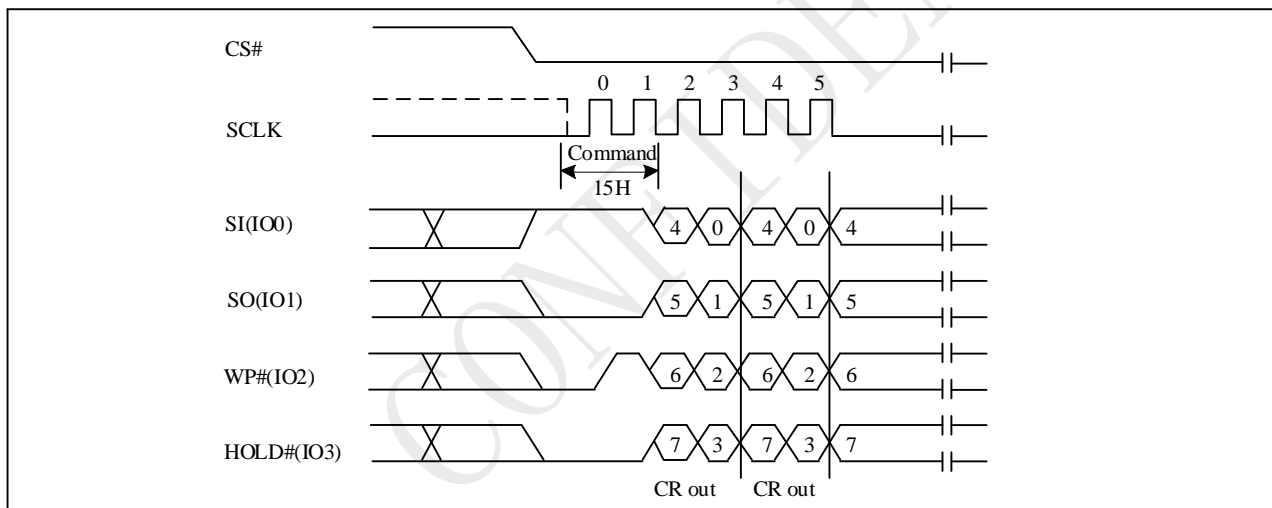 CS#
0 1 2 3 4 5
SCLK
Command
15H
SI(IO0) 4 0 4 0 4
SO(IO1) 5 1 5 1 5
WP#(IO2) 6 2 6 2 6
HOLD#(IO3) 7 3 7 3 7
CR out CR out